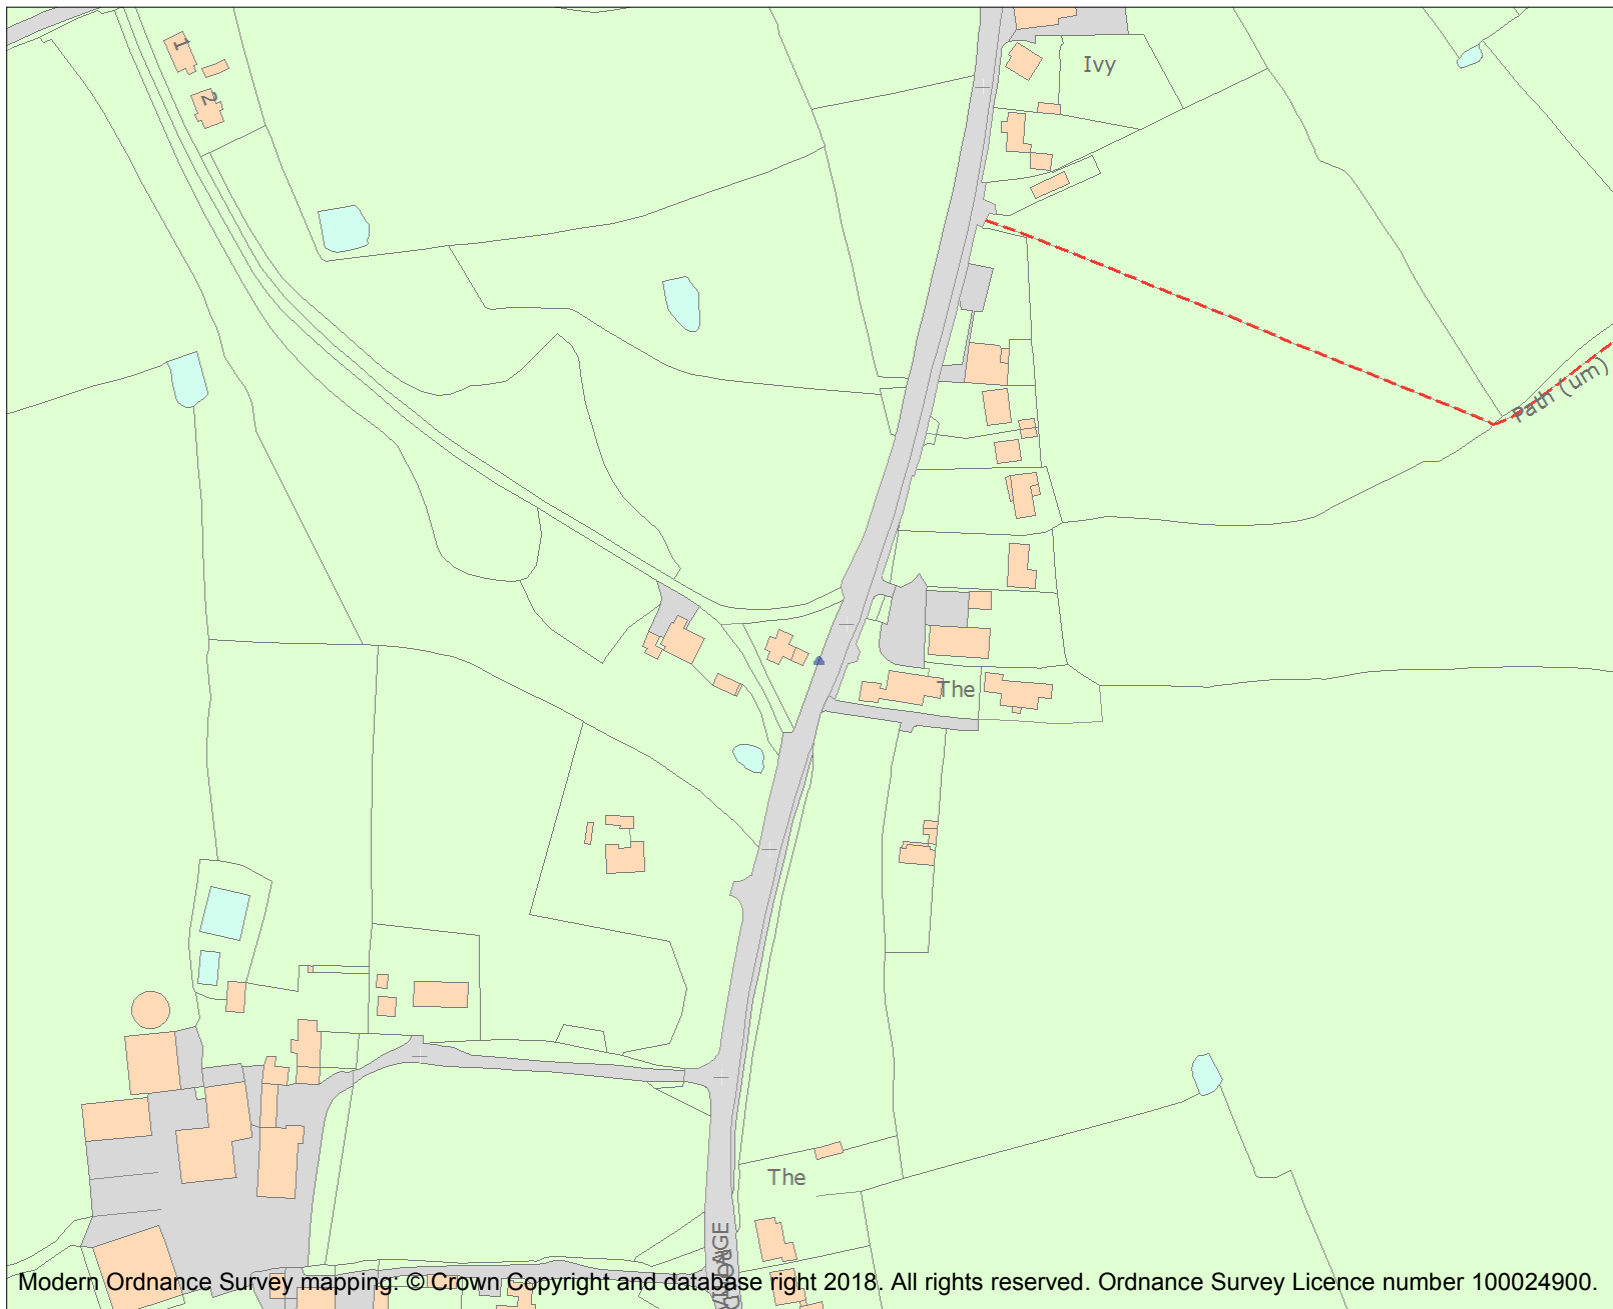 1
Ivy
2
Path (um)
The
The
Modern Ordnance Survey mapping: © Crown Copyright and database right 2018. All rights reserved. Ordnance Survey Licence number 100024900.